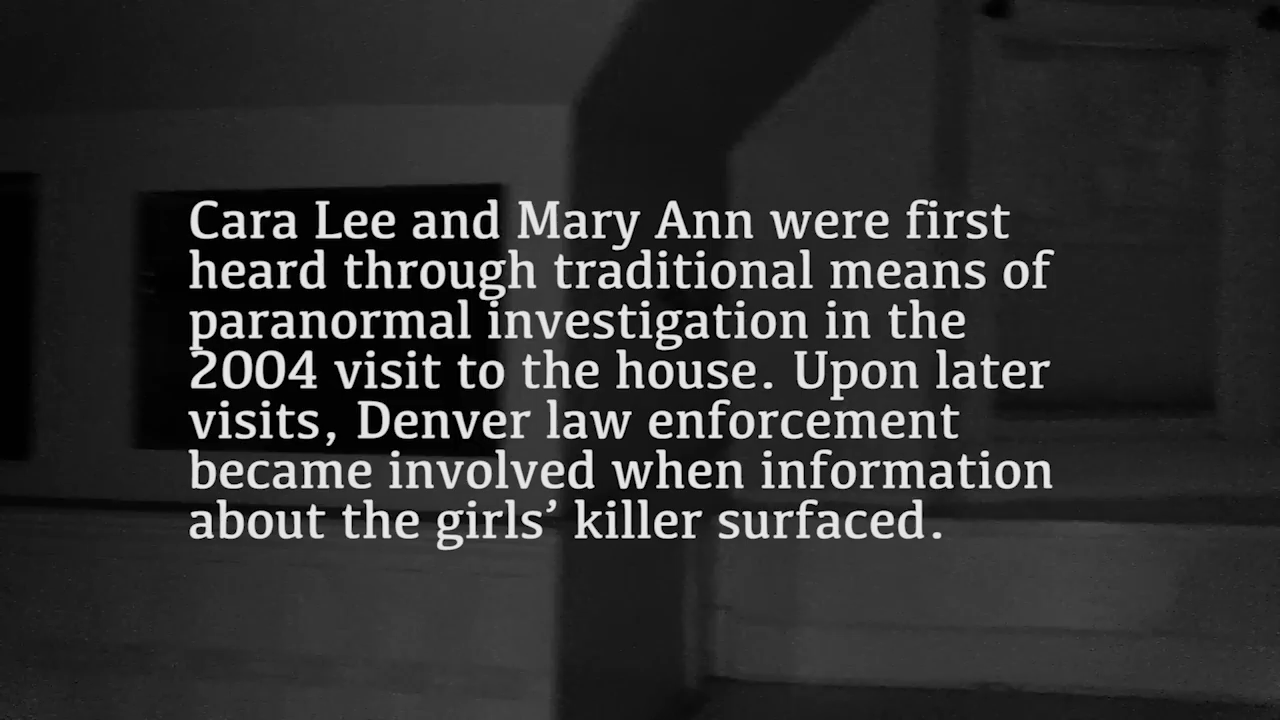 Cara Lee and Mary Ann were first
heard through traditional means of
paranormal investigation in the
2004 visit to the house. Upon later
visits, Denver law enforcement
became involved when information
about the girls’ killer surfaced.